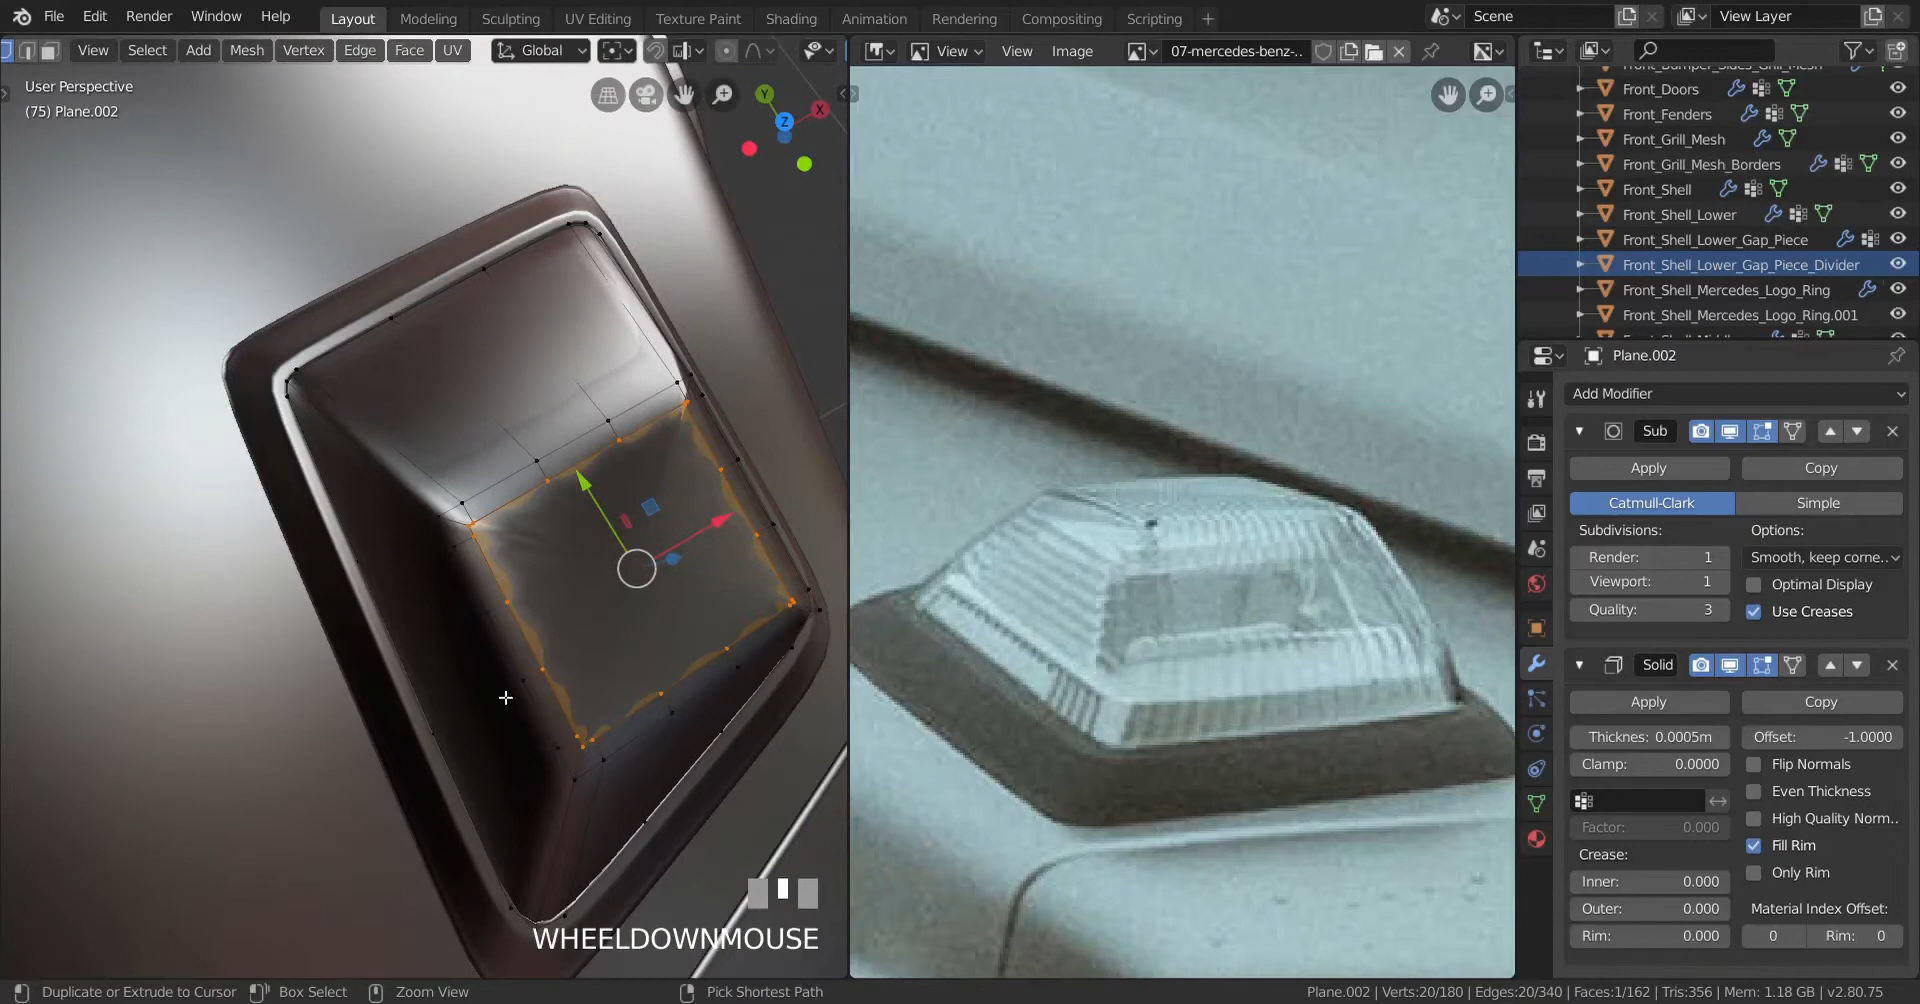 File Edit Render Window Help Layout Modeling Sculpting UV Editing Texture Paint Shading Animation Rendering Compositing Scripting + Scene View Layer
View Select Add Mesh Vertex Edge Face UV Global View View Image 07-mercedes-benz-..
User Perspective
(75) Plane.002
Y
X
Z
Front_Bumper_Sides_Grill_Mesh
Front_Doors
Front_Fenders
Front_Grill_Mesh
Front_Grill_Mesh_Borders
Front_Shell
Front_Shell_Lower
Front_Shell_Lower_Gap_Piece
Front_Shell_Lower_Gap_Piece_Divider
Front_Shell_Mercedes_Logo_Ring
Front_Shell_Mercedes_Logo_Ring.001
Plane.002
Add Modifier
Sub
Apply Copy
Catmull-Clark Simple
Subdivisions: Options:
Render: 1 Smooth, keep corne..
Viewport: 1 Optimal Display
Quality: 3 Use Creases
Solid
Apply Copy
Thicknes: 0.0005m Offset: -1.0000
Clamp: 0.0000 Flip Normals
Even Thickness
Factor: 0.000 High Quality Norm..
Crease: Fill Rim
Inner: 0.000 Only Rim
Outer: 0.000 Material Index Offset:
Rim: 0.000 0 Rim: 0
WHEELDOWNMOUSE
Duplicate or Extrude to Cursor Box Select Zoom View Pick Shortest Path Plane.002 | Verts:20/180 | Edges:20/340 | Faces:1/162 | Tris:356 | Mem: 1.18 GB | v2.80.75